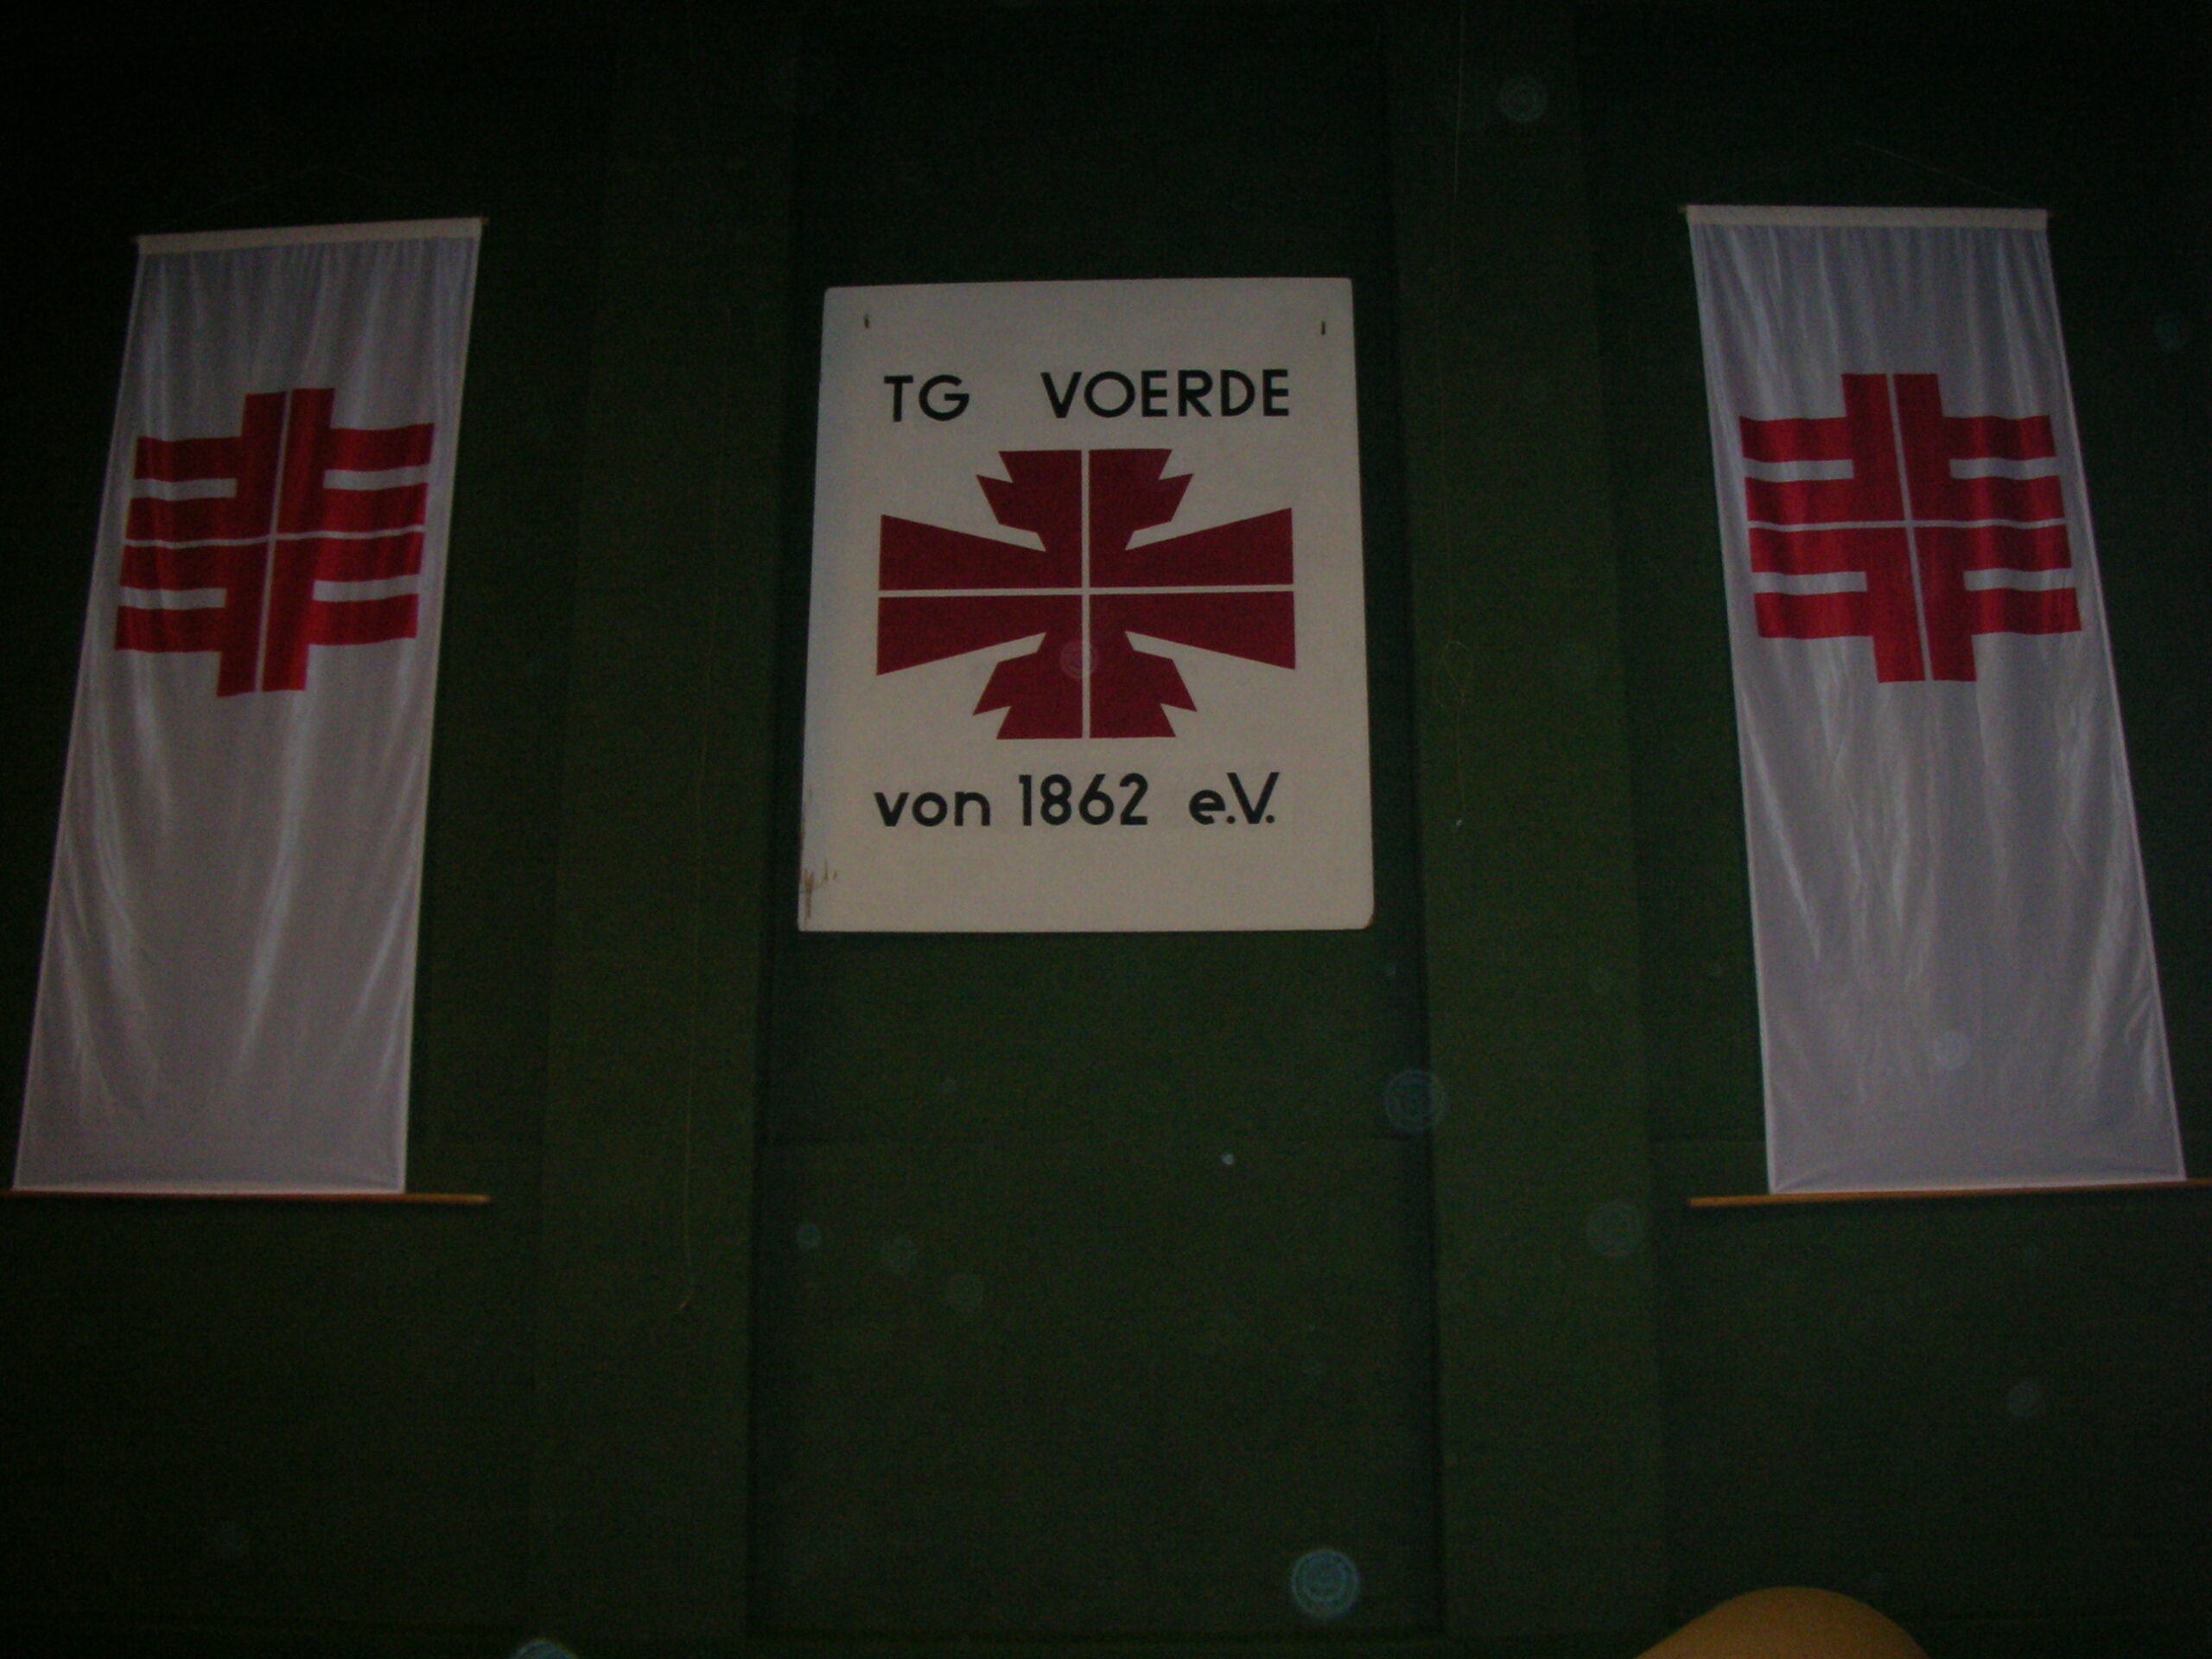 TG VOERDE
von 1862 e.V.